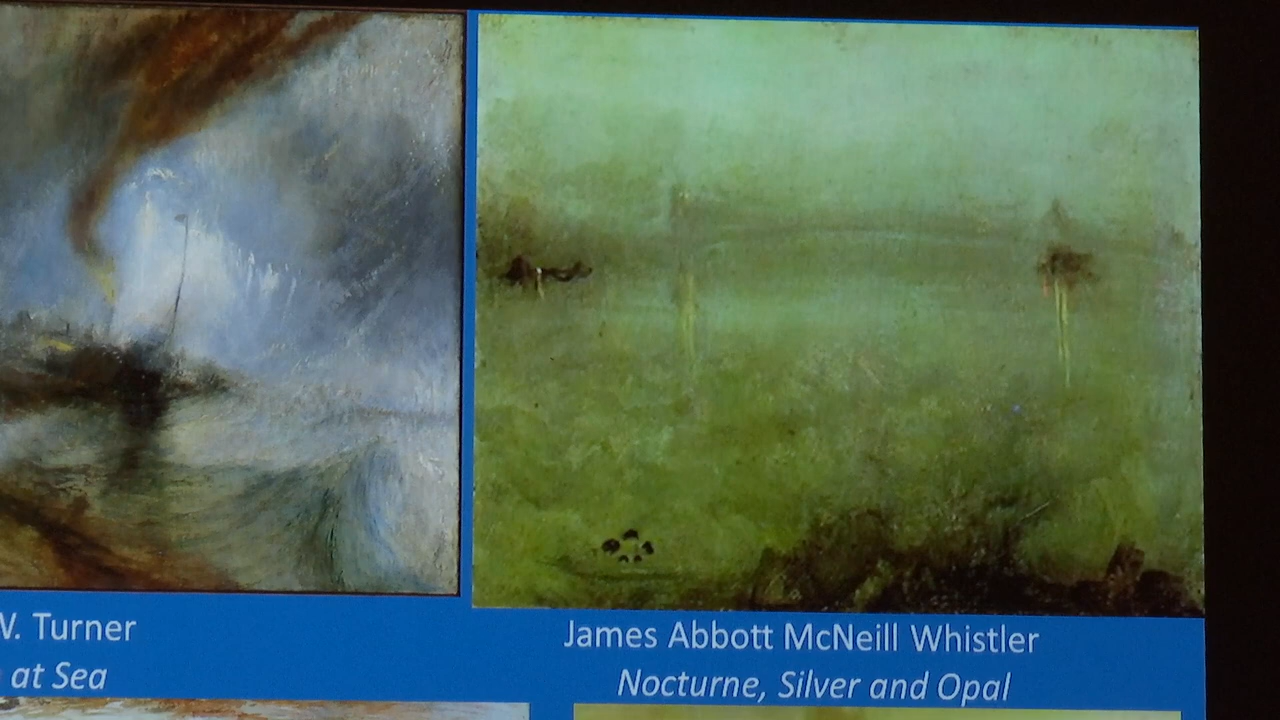 W. Turner
at Sea
James Abbott McNeill Whistler
Nocturne, Silver and Opal